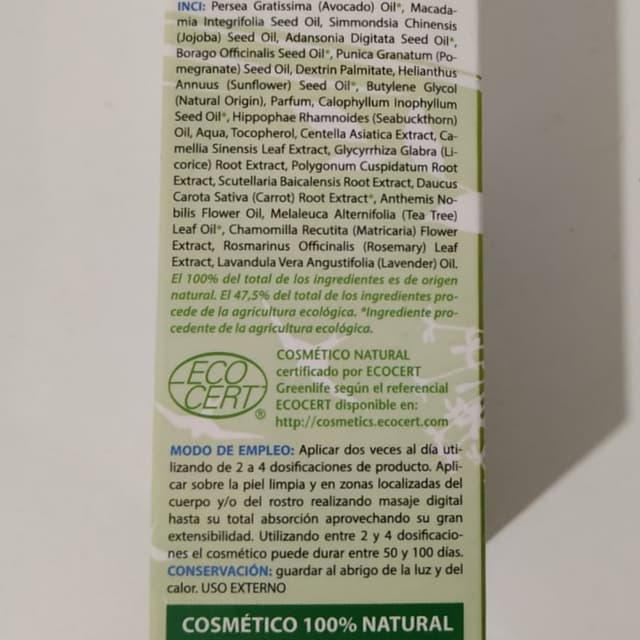 INCI: Persea Gratissima (Avocado) Oil*, Macada-
mia Integrifolia Seed Oil, Simmondsia Chinensis
(Jojoba) Seed Oil, Adansonia Digitata Seed Oil*,
Borago Officinalis Seed Oil*, Punica Granatum (Po-
megranate) Seed Oil, Dextrin Palmitate, Helianthus
Annuus (Sunflower) Seed Oil*, Butylene Glycol
(Natural Origin), Parfum, Calophyllum Inophyllum
Seed Oil*, Hippophae Rhamnoides (Seabuckthorn)
Oil, Aqua, Tocopherol, Centella Asiatica Extract, Ca-
mellia Sinensis Leaf Extract, Glycyrrhiza Glabra (Li-
corice) Root Extract, Polygonum Cuspidatum Root
Extract, Scutellaria Baicalensis Root Extract, Daucus
Carota Sativa (Carrot) Root Extract*, Anthemis No-
bilis Flower Oil, Melaleuca Alternifolia (Tea Tree)
Leaf Oil*, Chamomilla Recutita (Matricaria) Flower
Extract, Rosmarinus Officinalis (Rosemary) Leaf
Extract, Lavandula Vera Angustifolia (Lavender) Oil.
El 100% del total de los ingredientes es de origen
natural. El 47,5% del total de los ingredientes pro-
cede de la agricultura ecológica. *Ingrediente pro-
cedente de la agricultura ecológica.
ECO
CERT®
COSMÉTICO NATURAL
certificado por ECOCERT
Greenlife según el referencial
ECOCERT disponible en:
http://cosmetics.ecocert.com
MODO DE EMPLEO: Aplicar dos veces al día uti-
lizando de 2 a 4 dosificaciones de producto. Apli-
car sobre la piel limpia y en zonas localizadas del
cuerpo y/o del rostro realizando masaje digital
hasta su total absorción aprovechando su gran
extensibilidad. Utilizando entre 2 y 4 dosificacio-
nes el cosmético puede durar entre 50 y 100 días.
CONSERVACIÓN: guardar al abrigo de la luz y del
calor. USO EXTERNO
COSMÉTICO 100% NATURAL